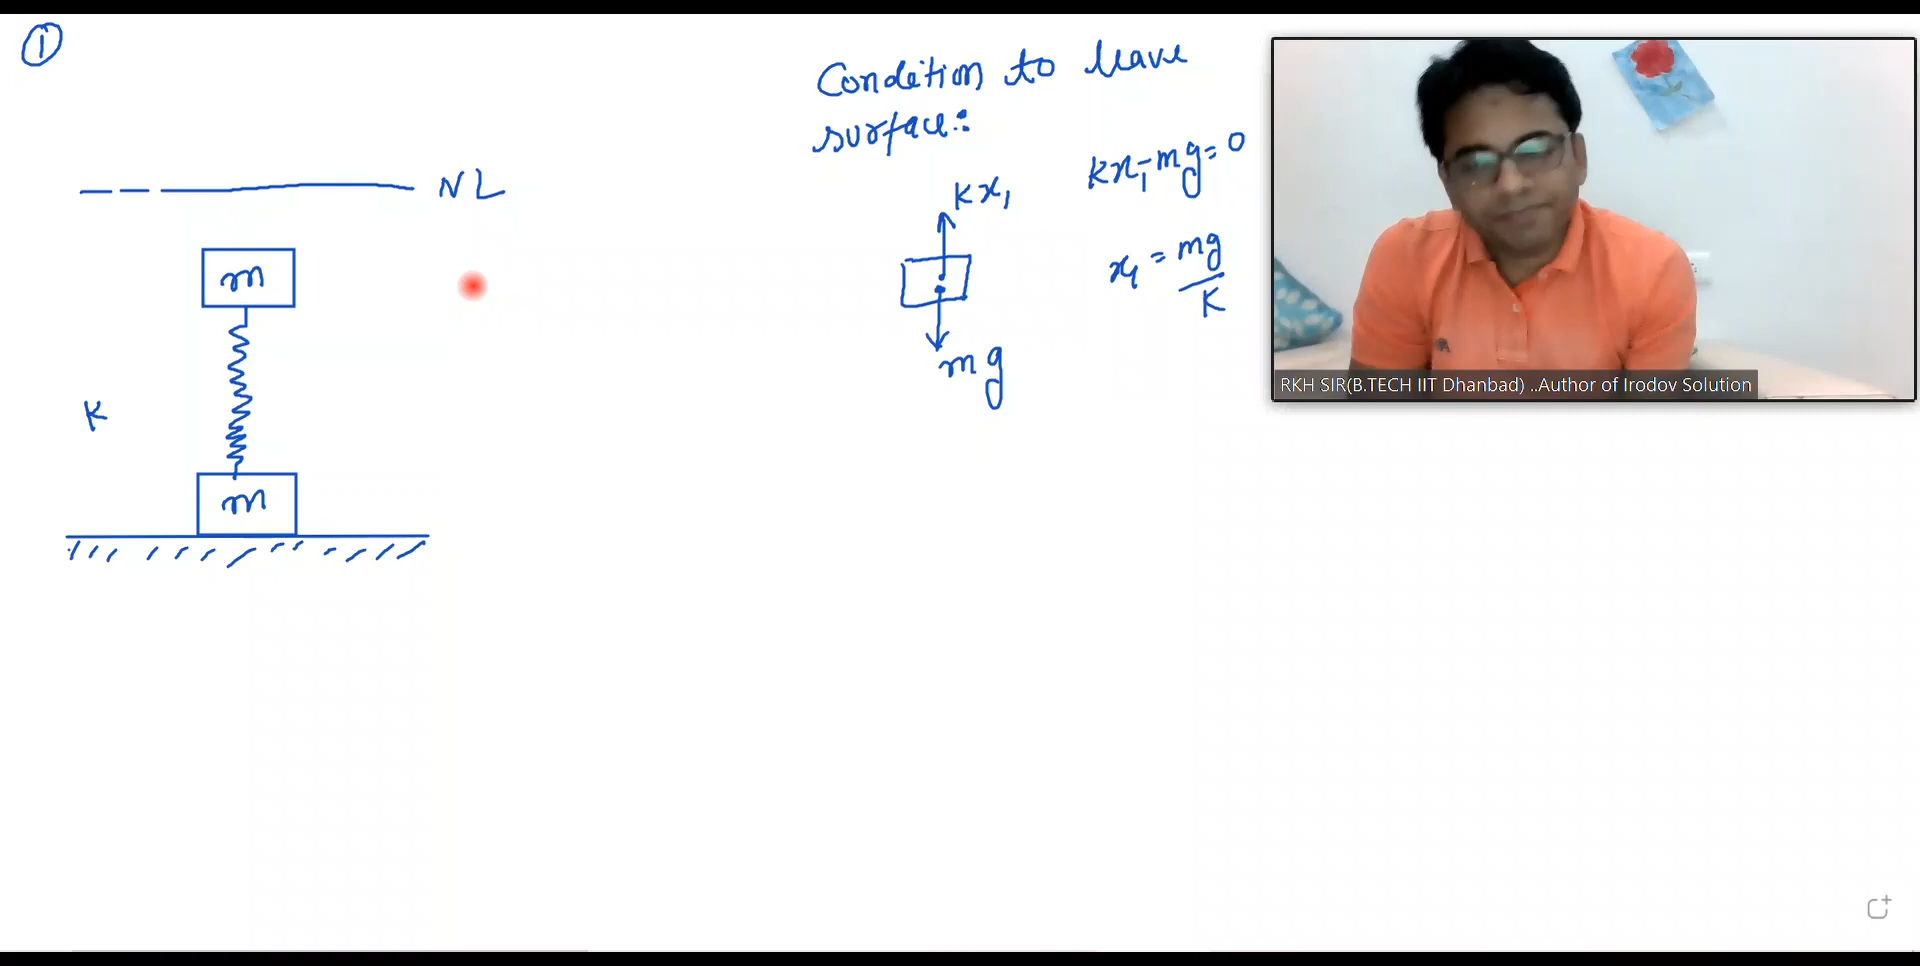 1
Condition to leave
surface:
NL
kx₁
kx₁-mg=0
m
x₁ = mg/K
mg
K
m
RKH SIR(B.TECH IIT Dhanbad) ..Author of Irodov Solution